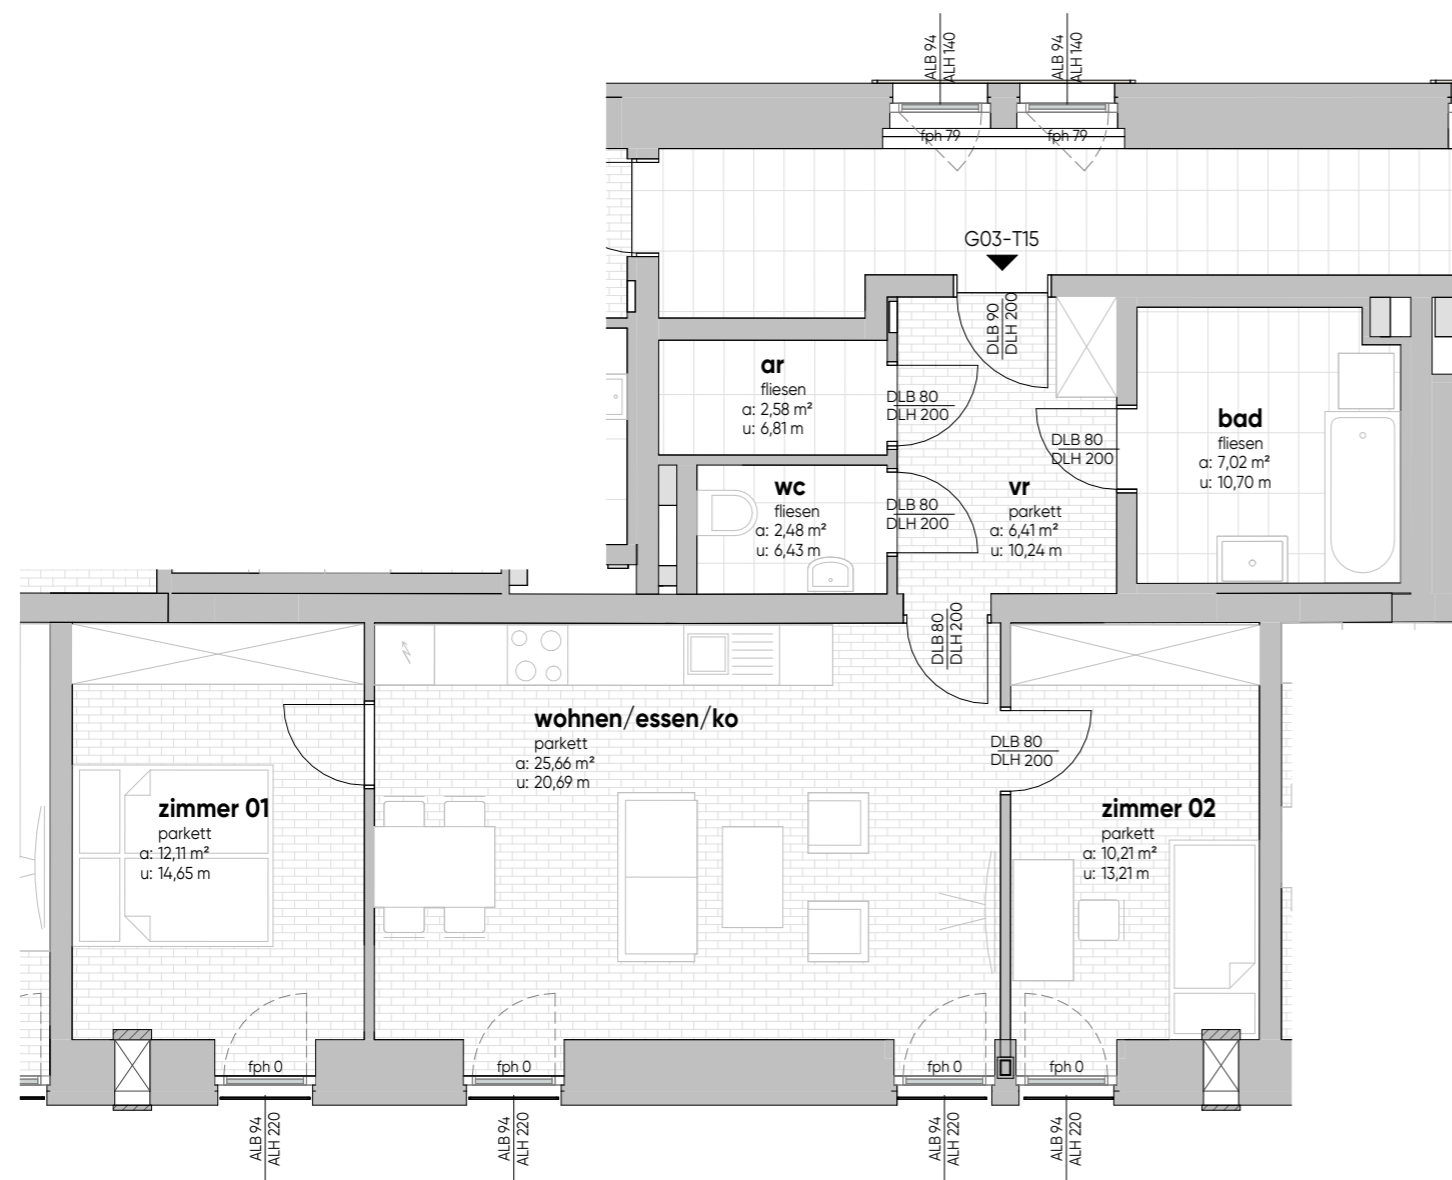 ALB 94
ALH 140
ALB 94
ALH 140
fph 79
fph 79
G03-T15
DLB 90
DLH 200
ar
fliesen
a: 2,58 m²
u: 6,81 m
DLB 80
DLH 200
bad
fliesen
a: 7,02 m²
u: 10,70 m
DLB 80
DLH 200
wc
fliesen
a: 2,48 m²
u: 6,43 m
DLB 80
DLH 200
vr
parkett
a: 6,41 m²
u: 10,24 m
DLB 80
DLH 200
wohnen/essen/ko
parkett
a: 25,66 m²
u: 20,69 m
DLB 80
DLH 200
zimmer 01
parkett
a: 12,11 m²
u: 14,65 m
zimmer 02
parkett
a: 10,21 m²
u: 13,21 m
fph 0
fph 0
fph 0
fph 0
ALB 94
ALH 220
ALB 94
ALH 220
ALB 94
ALH 220
ALB 94
ALH 220